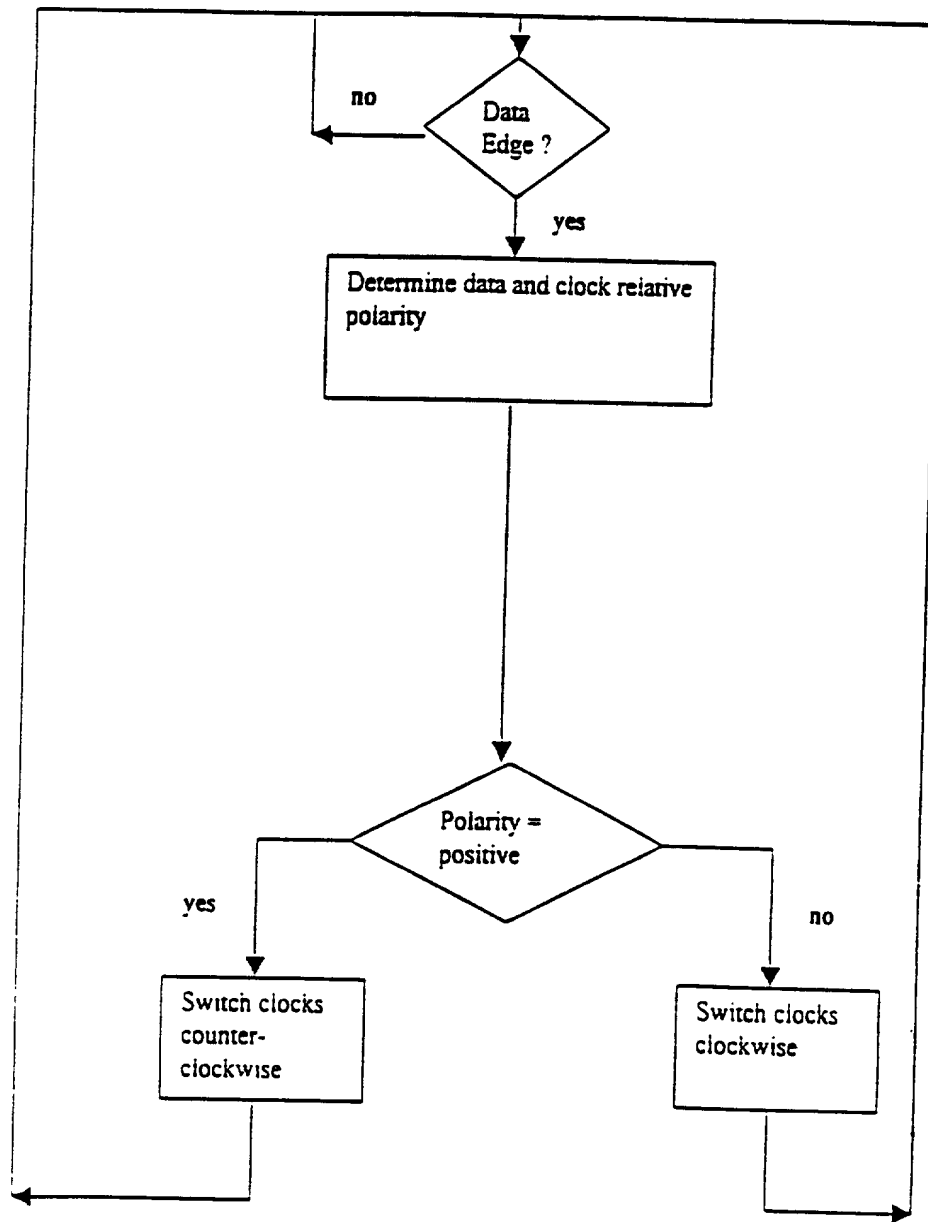 no
Data
Edge ?
yes
Determine data and clock relative
polarity
Polarity =
positive
yes
no
Switch clocks
counter-
clockwise
Switch clocks
clockwise